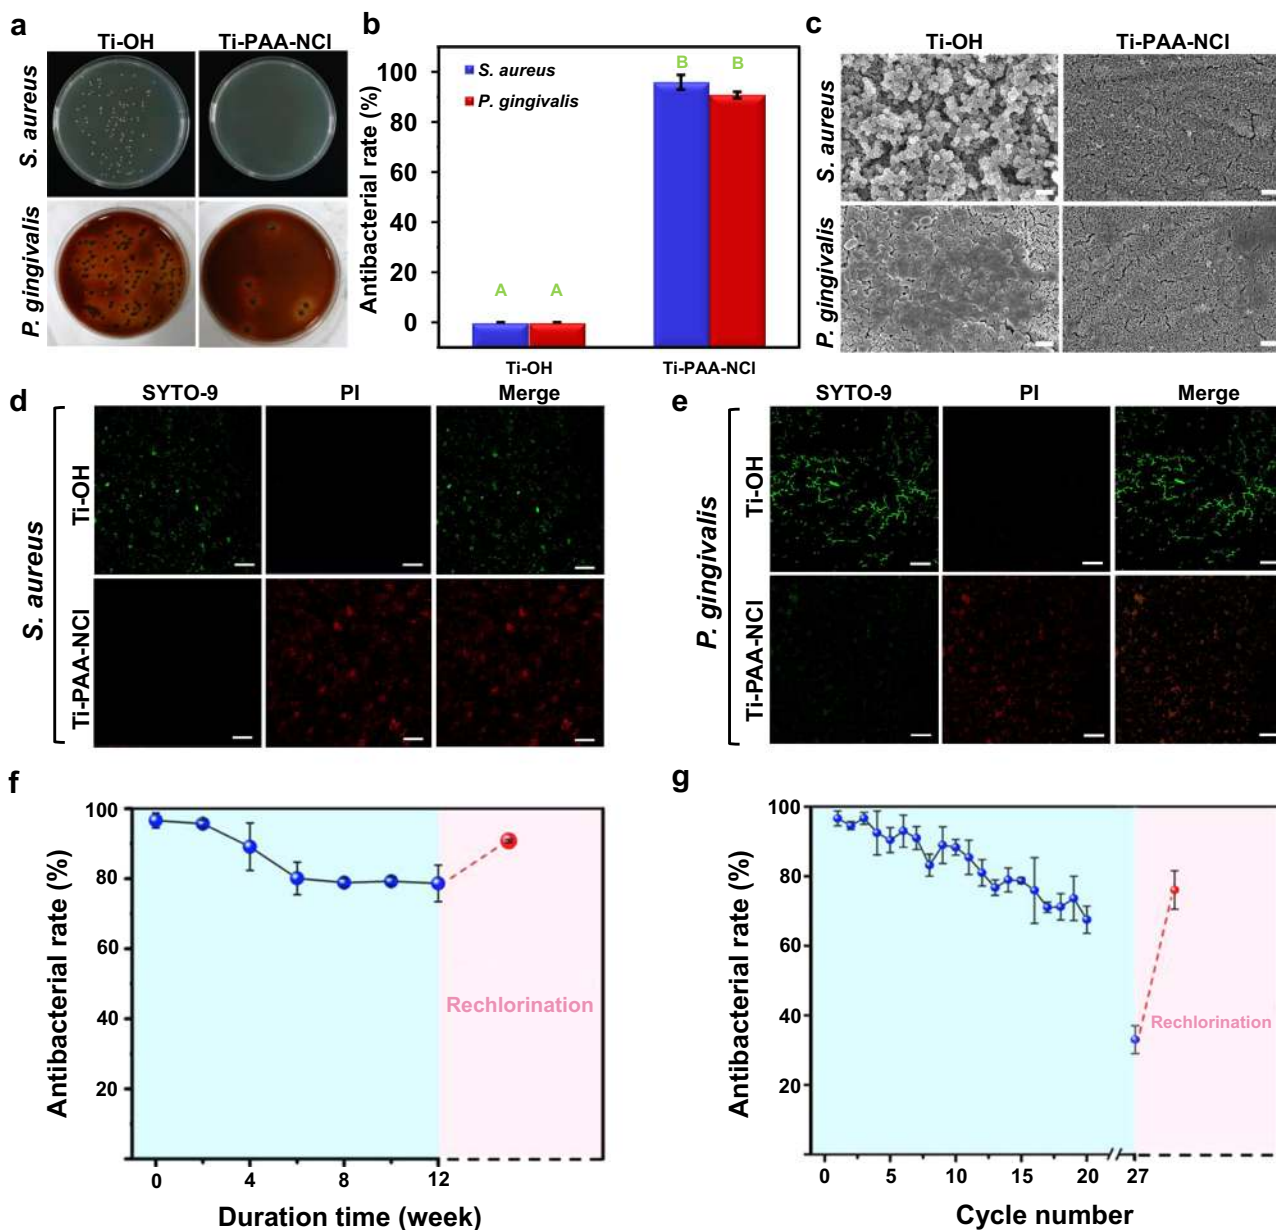 a
Ti-OH
Ti-PAA-NCl
S. aureus
P. gingivalis
b
Antibacterial rate (%)
100
80
60
40
20
0
S. aureus
P. gingivalis
A
A
B
B
Ti-OH
Ti-PAA-NCl
c
Ti-OH
Ti-PAA-NCl
S. aureus
P. gingivalis
d
SYTO-9
PI
Merge
S. aureus
Ti-OH
Ti-PAA-NCl
e
SYTO-9
PI
Merge
P. gingivalis
Ti-OH
Ti-PAA-NCl
f
Antibacterial rate (%)
100
80
60
40
20
Rechlorination
0
4
8
12
Duration time (week)
g
Antibacterial rate (%)
100
80
60
40
20
Rechlorination
0
5
10
15
20
27
Cycle number